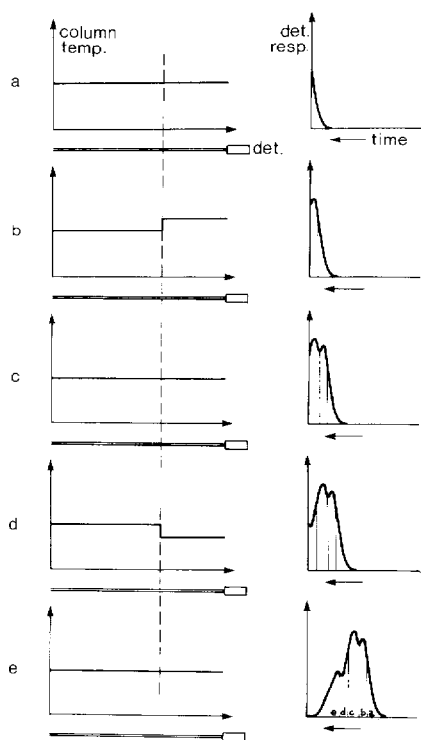 column
temp.
det.
resp.
a
det.
time
b
c
d
e
e d c b a